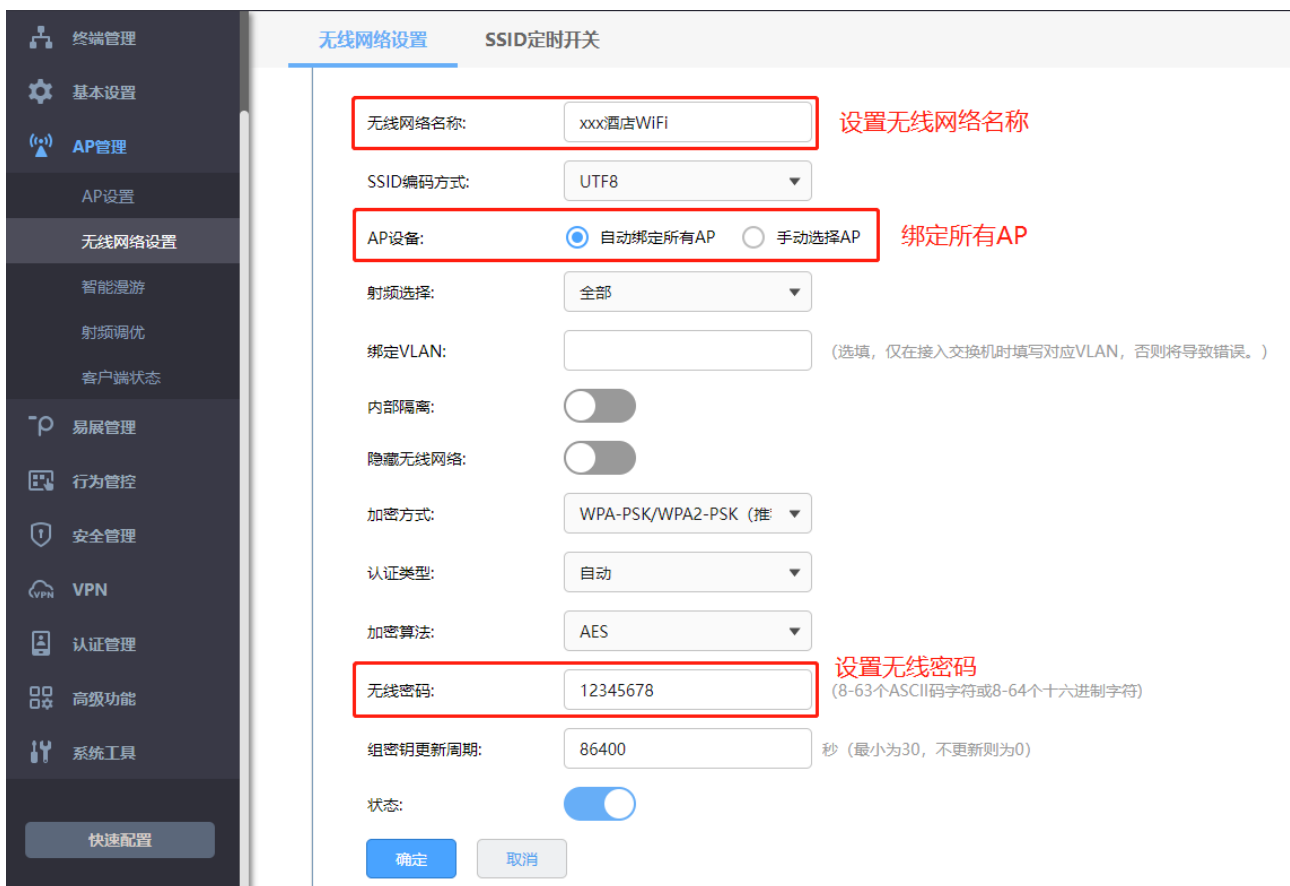 终端管理
基本设置
AP管理
AP设置
无线网络设置
智能漫游
射频调优
客户端状态
易展管理
行为管控
安全管理
VPN
VPN
认证管理
高级功能
系统工具
快速配置
无线网络设置 SSID定时开关
无线网络名称: xxx酒店WiFi 设置无线网络名称
SSID编码方式: UTF8
AP设备: 自动绑定所有AP 手动选择AP 绑定所有AP
射频选择: 全部
绑定VLAN: (选填，仅在接入交换机时填写对应VLAN，否则将导致错误。)
内部隔离:
隐藏无线网络:
加密方式: WPA-PSK/WPA2-PSK（推
认证类型: 自动
加密算法: AES
设置无线密码
无线密码: 12345678 (8-63个ASCII码字符或8-64个十六进制字符)
组密钥更新周期: 86400 秒（最小为30，不更新则为0）
状态:
确定 取消